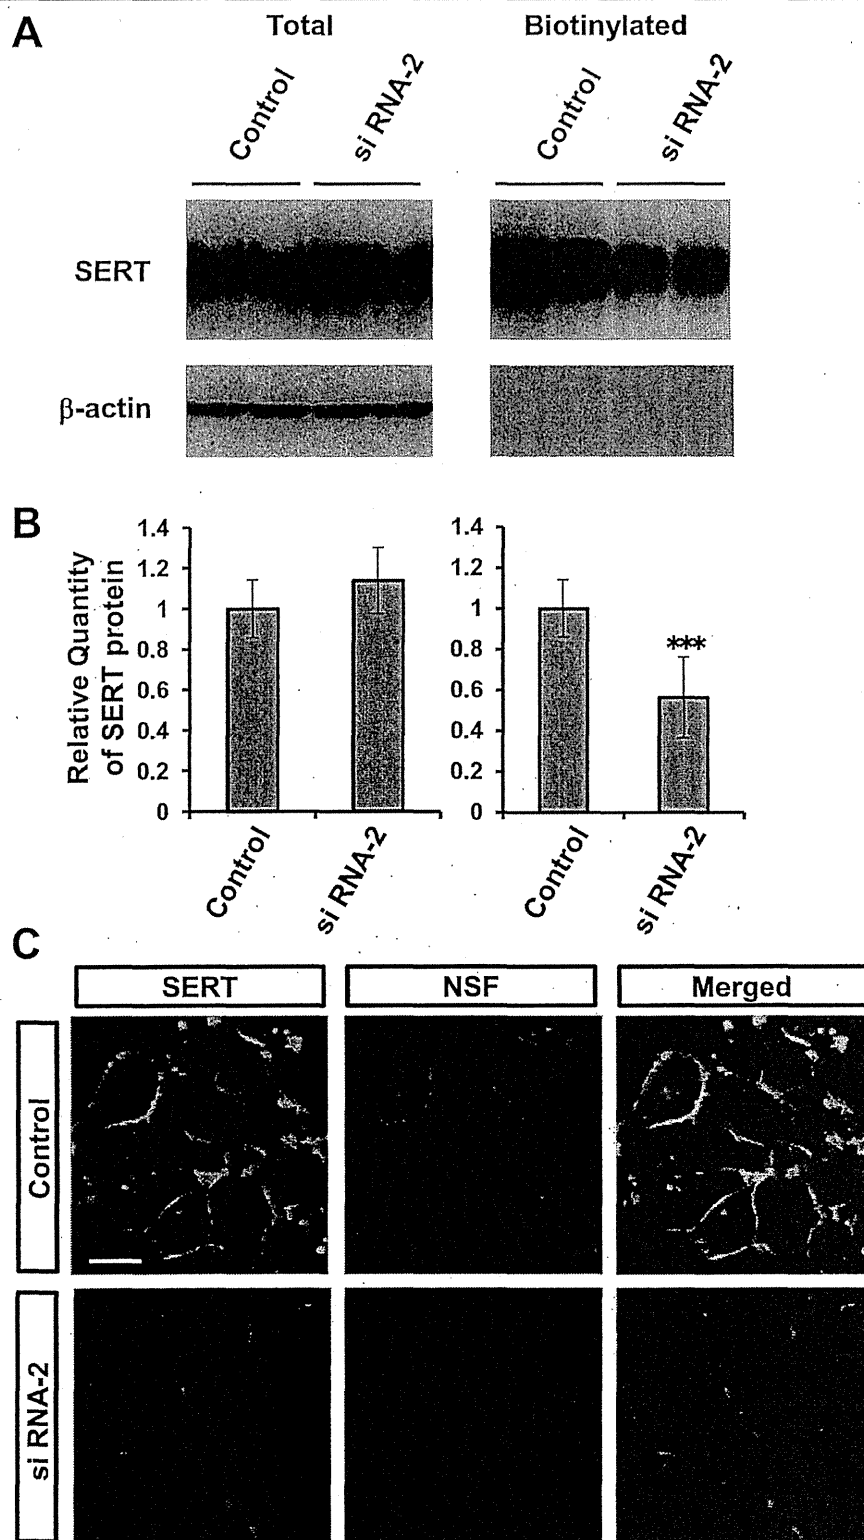 A
Total
Biotinylated
Control
si RNA-2
Control
si RNA-2
SERT
β-actin
B
Relative Quantity
of SERT protein
1.4
1.2
1
0.8
0.6
0.4
0.2
0
Control
si RNA-2
1.4
1.2
1
0.8
0.6
0.4
0.2
0
***
Control
si RNA-2
C
SERT
NSF
Merged
Control
si RNA-2